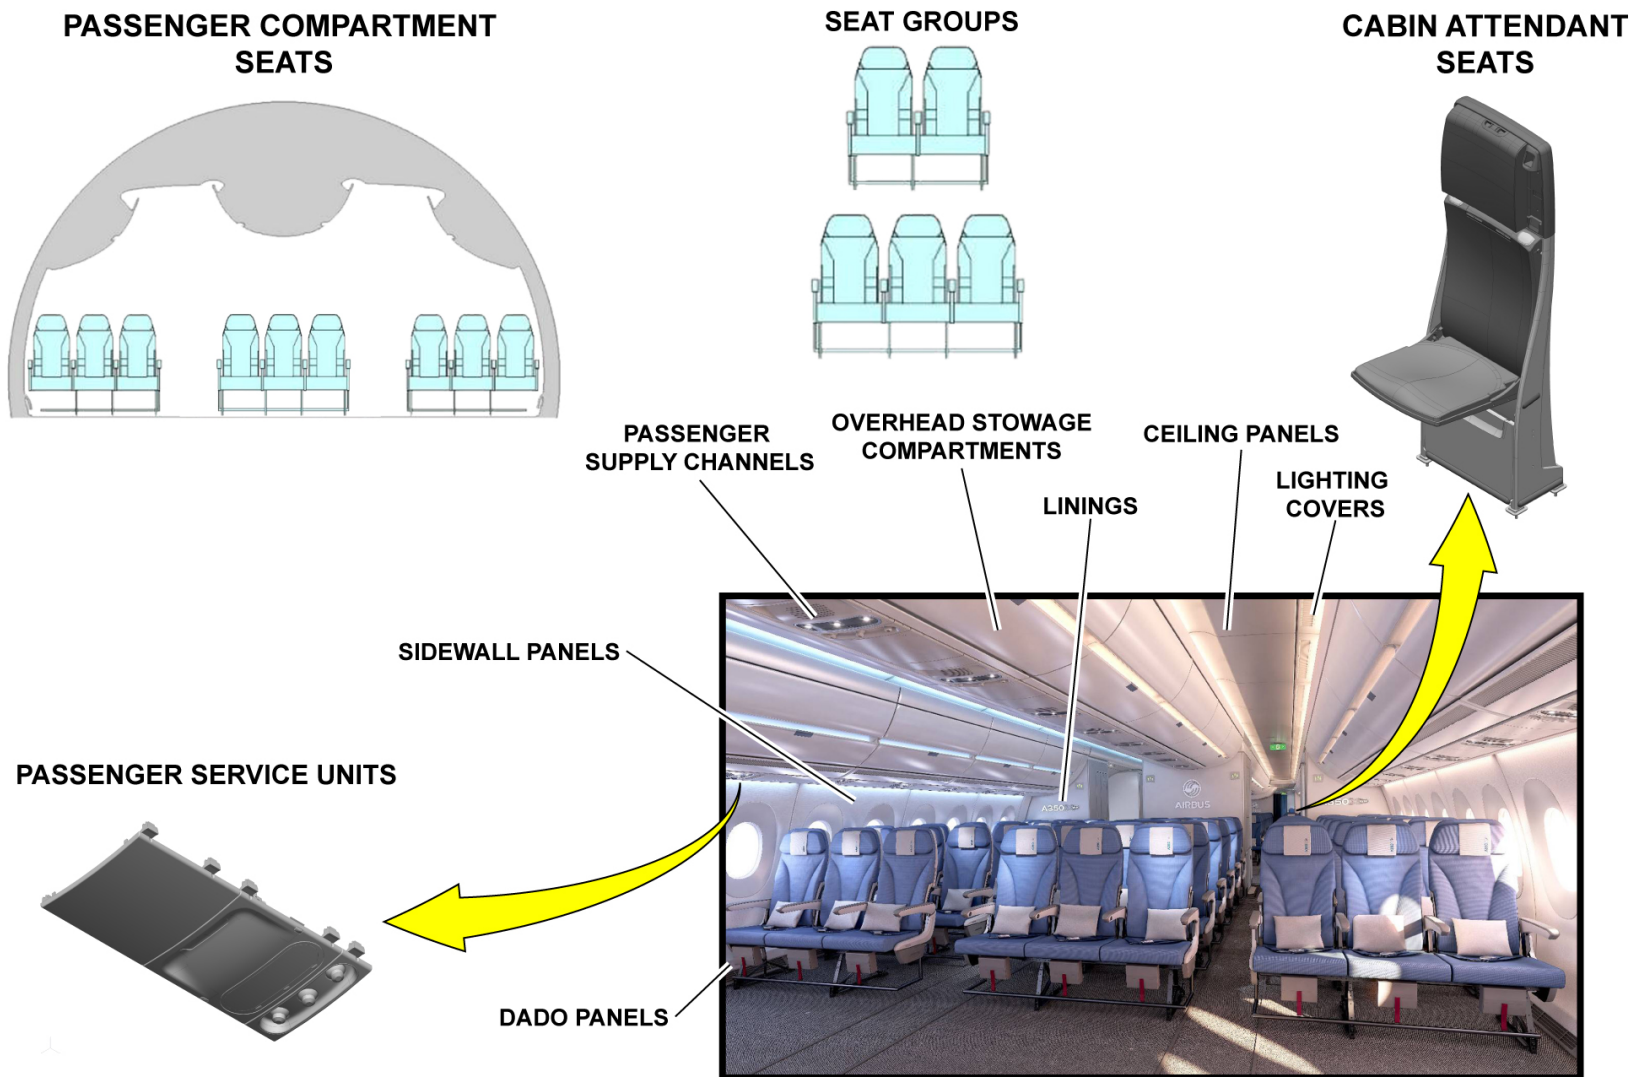 PASSENGER COMPARTMENT
SEATS
SEAT GROUPS
CABIN ATTENDANT
SEATS
PASSENGER
SUPPLY CHANNELS
OVERHEAD STOWAGE
COMPARTMENTS
LININGS
CEILING PANELS
LIGHTING
COVERS
SIDEWALL PANELS
PASSENGER SERVICE UNITS
DADO PANELS
A350
AIRBUS